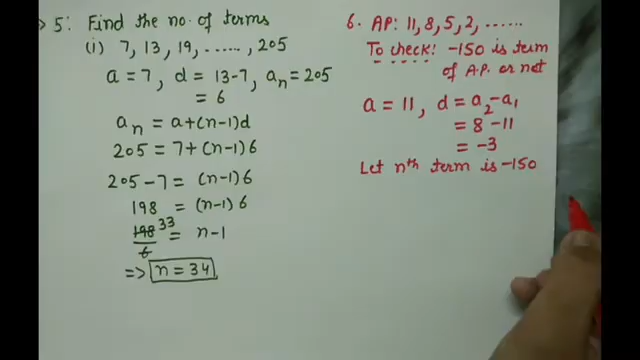 5: Find the no. of terms
(i) 7, 13, 19, ......, 205
a = 7, d = 13-7, an = 205
= 6
an = a+(n-1)d
205 = 7+(n-1)6
205-7 = (n-1)6
198 = (n-1)6
198/6 33 = n-1
=> n = 34
6. AP: 11, 8, 5, 2, ......
To check: -150 is term
of A.P. or not
a = 11, d = a2-a1
= 8-11
= -3
Let nth term is -150